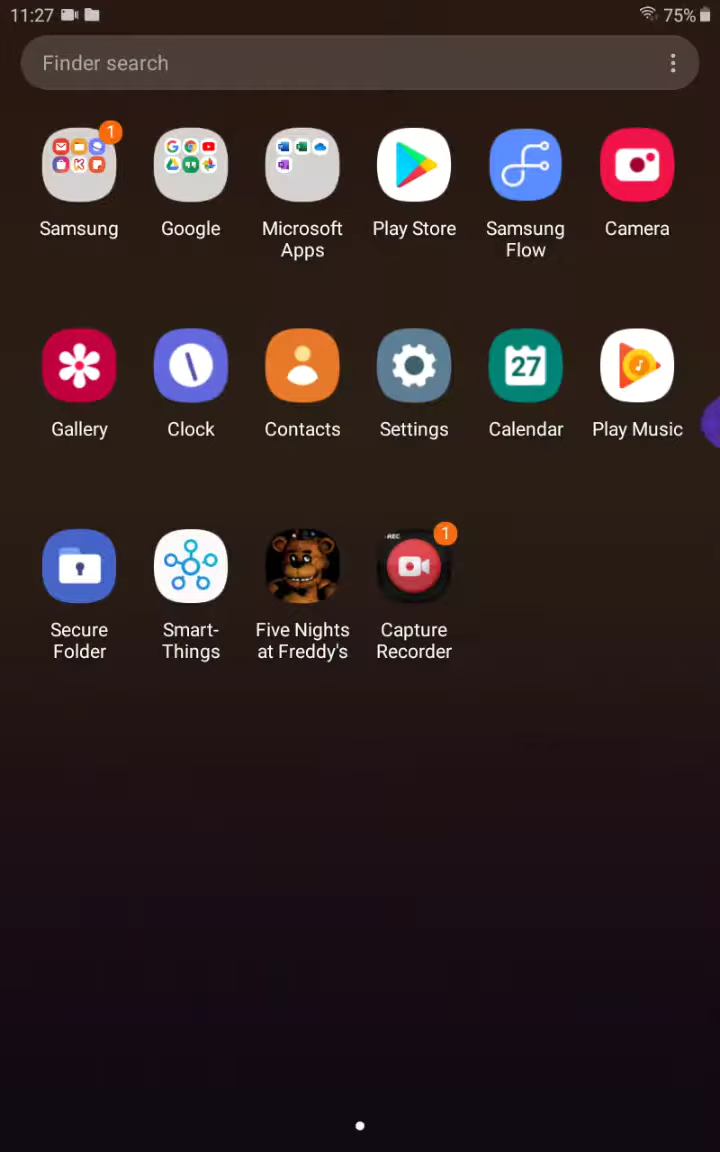 11:27 75%
Finder search
1
Samsung Google Microsoft Apps Play Store Samsung Flow Camera
27
Gallery Clock Contacts Settings Calendar Play Music
REC 1
Secure Folder Smart-Things Five Nights at Freddy's Capture Recorder